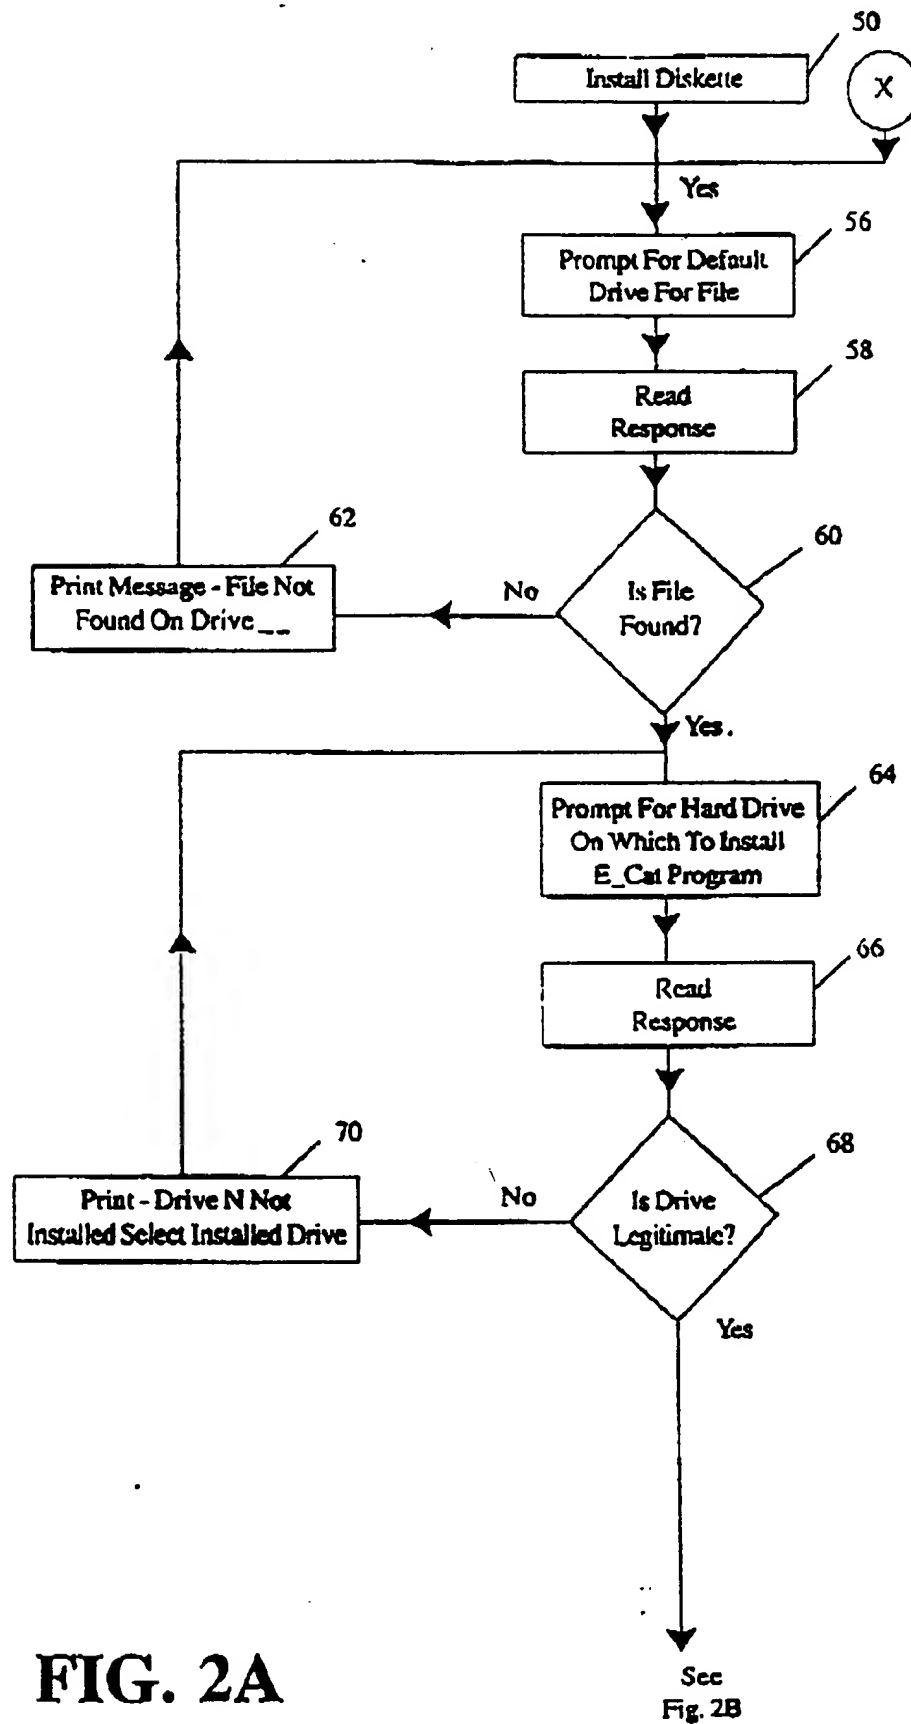 50
Install Diskette
X
Yes
56
Prompt For Default
Drive For File
58
Read
Response
62
60
Print Message - File Not
Found On Drive _ _
No
Is File
Found?
Yes.
64
Prompt For Hard Drive
On Which To Install
E_Cat Program
66
Read
Response
70
68
Print - Drive N Not
Installed Select Installed Drive
No
Is Drive
Legitimate?
Yes
FIG. 2A
See
Fig. 2B